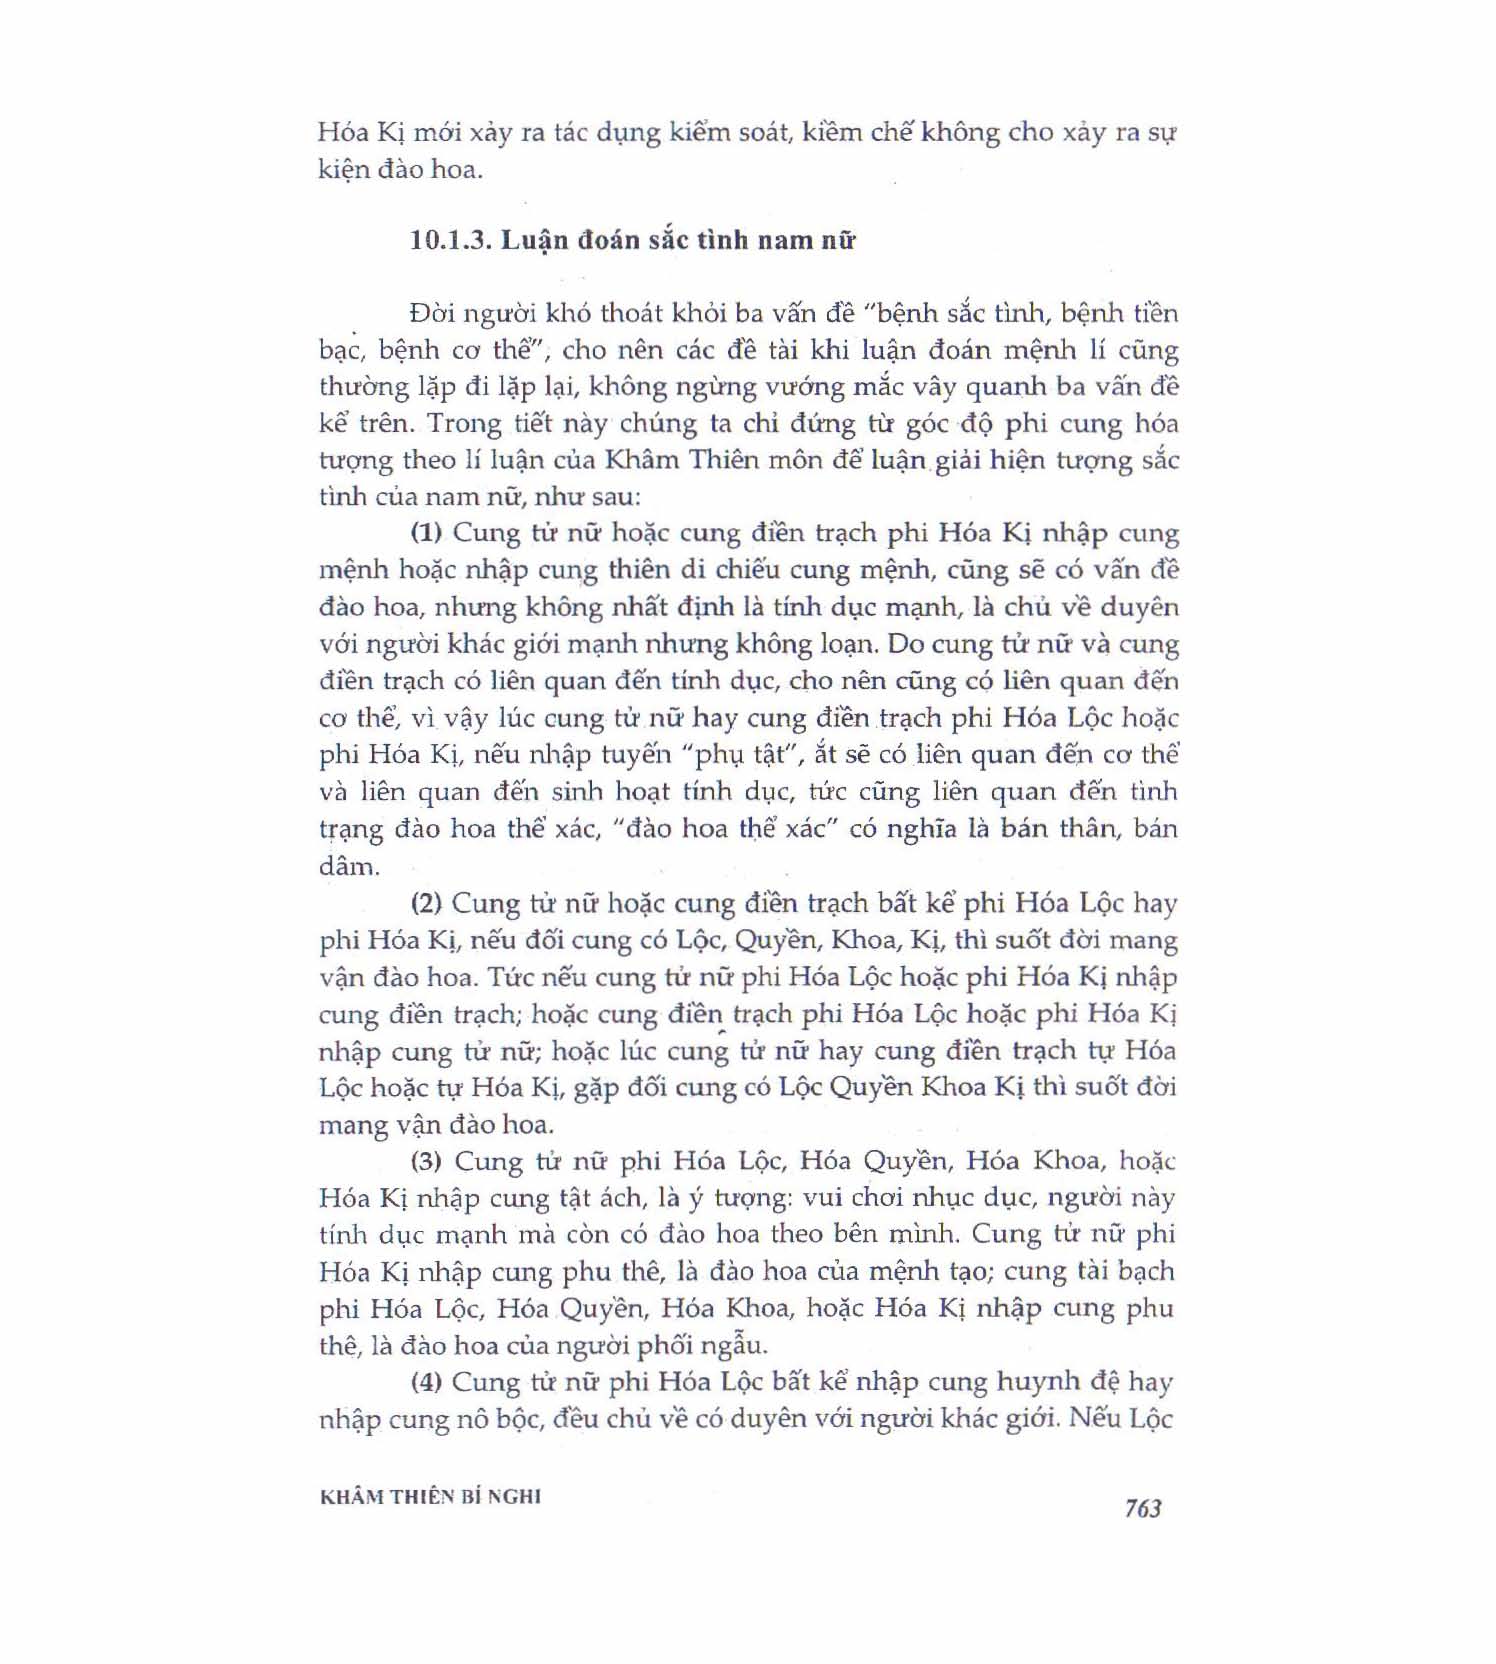 Hóa Kị mới xảy ra tác dụng kiểm soát, kiềm chế không cho xảy ra sự
kiện đào hoa.
10.1.3. Luận đoán sắc tình nam nữ
Đời người khó thoát khỏi ba vấn đề "bệnh sắc tình, bệnh tiền
bạc, bệnh cơ thể", cho nên các đề tài khi luận đoán mệnh lí cũng
thường lặp đi lặp lại, không ngừng vướng mắc vây quanh ba vấn đề
kể trên. Trong tiết này chúng ta chỉ đứng từ góc độ phi cung hóa
tượng theo lí luận của Khâm Thiên môn để luận giải hiện tượng sắc
tình của nam nữ, như sau:
(1) Cung tử nữ hoặc cung điền trạch phi Hóa Kị nhập cung
mệnh hoặc nhập cung thiên di chiếu cung mệnh, cũng sẽ có vấn đề
đào hoa, nhưng không nhất định là tính dục mạnh, là chủ về duyên
với người khác giới mạnh nhưng không loạn. Do cung tử nữ và cung
điền trạch có liên quan đến tính dục, cho nên cũng có liên quan đến
cơ thể, vì vậy lúc cung tử nữ hay cung điền trạch phi Hóa Lộc hoặc
phi Hóa Kị, nếu nhập tuyến "phụ tật", ắt sẽ có liên quan đến cơ thể
và liên quan đến sinh hoạt tính dục, tức cũng liên quan đến tình
trạng đào hoa thể xác, "đào hoa thể xác" có nghĩa là bán thân, bán
dâm.
(2) Cung tử nữ hoặc cung điền trạch bất kể phi Hóa Lộc hay
phi Hóa Kị, nếu đối cung có Lộc, Quyền, Khoa, Kị, thì suốt đời mang
vận đào hoa. Tức nếu cung tử nữ phi Hóa Lộc hoặc phi Hóa Kị nhập
cung điền trạch; hoặc cung điền trạch phi Hóa Lộc hoặc phi Hóa Kị
nhập cung tử nữ; hoặc lúc cung tử nữ hay cung điền trạch tự Hóa
Lộc hoặc tự Hóa Kị, gặp đối cung có Lộc Quyền Khoa Kị thì suốt đời
mang vận đào hoa.
(3) Cung tử nữ phi Hóa Lộc, Hóa Quyền, Hóa Khoa, hoặc
Hóa Kị nhập cung tật ách, là ý tượng: vui chơi nhục dục, người này
tính dục mạnh mà còn có đào hoa theo bên mình. Cung tử nữ phi
Hóa Kị nhập cung phu thê, là đào hoa của mệnh tạo; cung tài bạch
phi Hóa Lộc, Hóa Quyền, Hóa Khoa, hoặc Hóa Kị nhập cung phu
thê, là đào hoa của người phối ngẫu.
(4) Cung tử nữ phi Hóa Lộc bất kể nhập cung huynh đệ hay
nhập cung nô bộc, đều chủ về có duyên với người khác giới. Nếu Lộc
KHÂM THIÊN BÍ NGHI
763